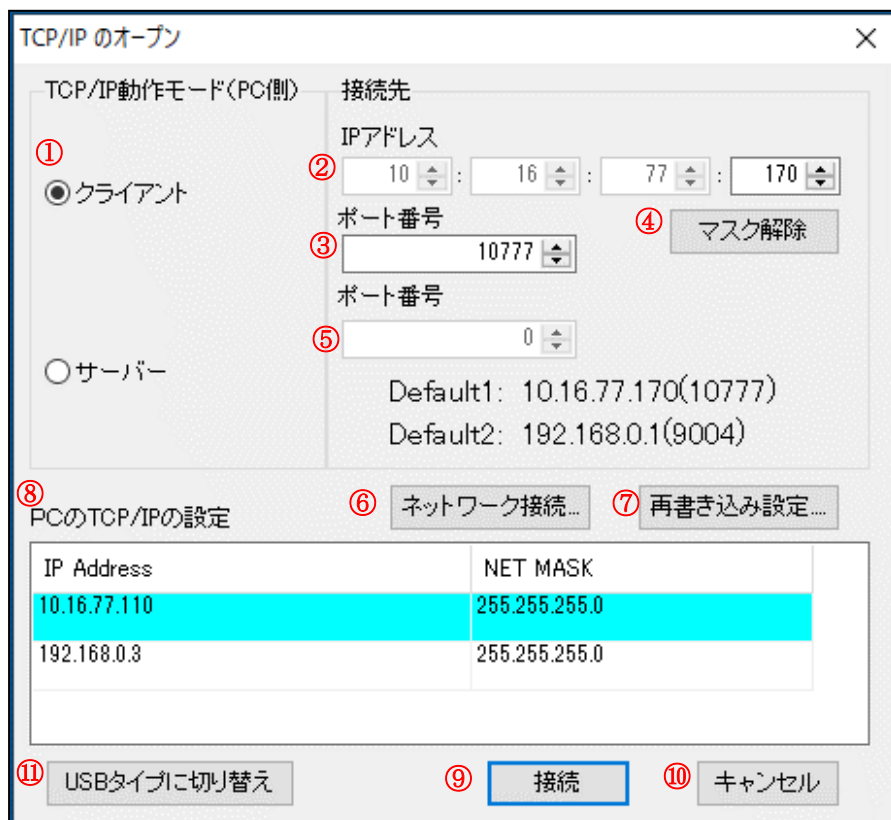 TCP/IP のオープン
TCP/IP動作モード(PC側)
①
クライアント
サーバー
接続先
IPアドレス
② 10 : 16 : 77 : 170
ポート番号
④ マスク解除
③ 10777
ポート番号
⑤ 0
Default1: 10.16.77.170(10777)
Default2: 192.168.0.1(9004)
⑥ ネットワーク接続... ⑦ 再書き込み設定....
⑧
PCのTCP/IPの設定
IP Address NET MASK
10.16.77.110 255.255.255.0
192.168.0.3 255.255.255.0
⑪ USBタイプに切り替え ⑨ 接続 ⑩ キャンセル